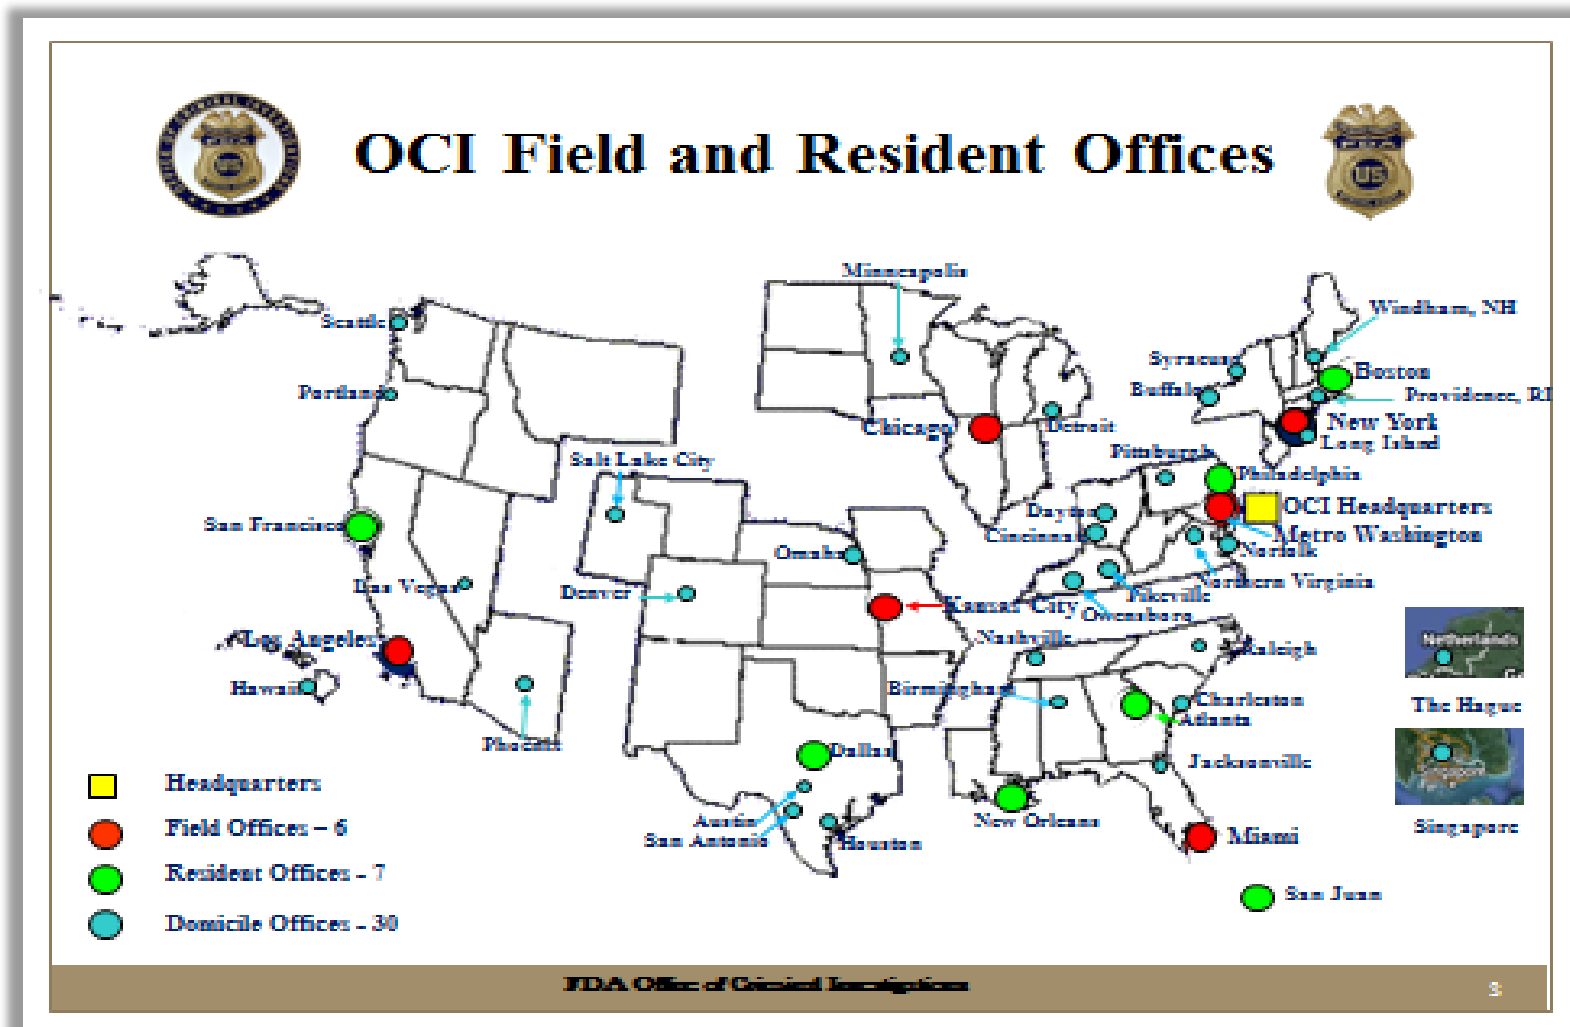 OCI Field and Resident Offices
US
US
Minneapolis
Windham, NH
Seattle
Syracuse
Boston
Portland
Buffalo
Providence, RI
Chicago
Detroit
New York
Long Island
Pittsburgh
Salt Lake City
Philadelphia
San Francisco
Dayton
OCI Headquarters
Cincinnati
Metro Washington
Omaha
Norfolk
Las Vegas
Denver
Northern Virginia
Pikeville
Kansas City
Owensboro
Los Angeles
Nashville
Raleigh
Netherlands
Hawaii
Birmingham
Charleston
The Hague
Atlanta
Phoenix
Dallas
Jacksonville
Singapore
Headquarters
Austin
New Orleans
San Antonio
Houston
Miami
Singapore
Field Offices – 6
Resident Offices - 7
San Juan
Domicile Offices - 30
FDA Office of Criminal Investigations